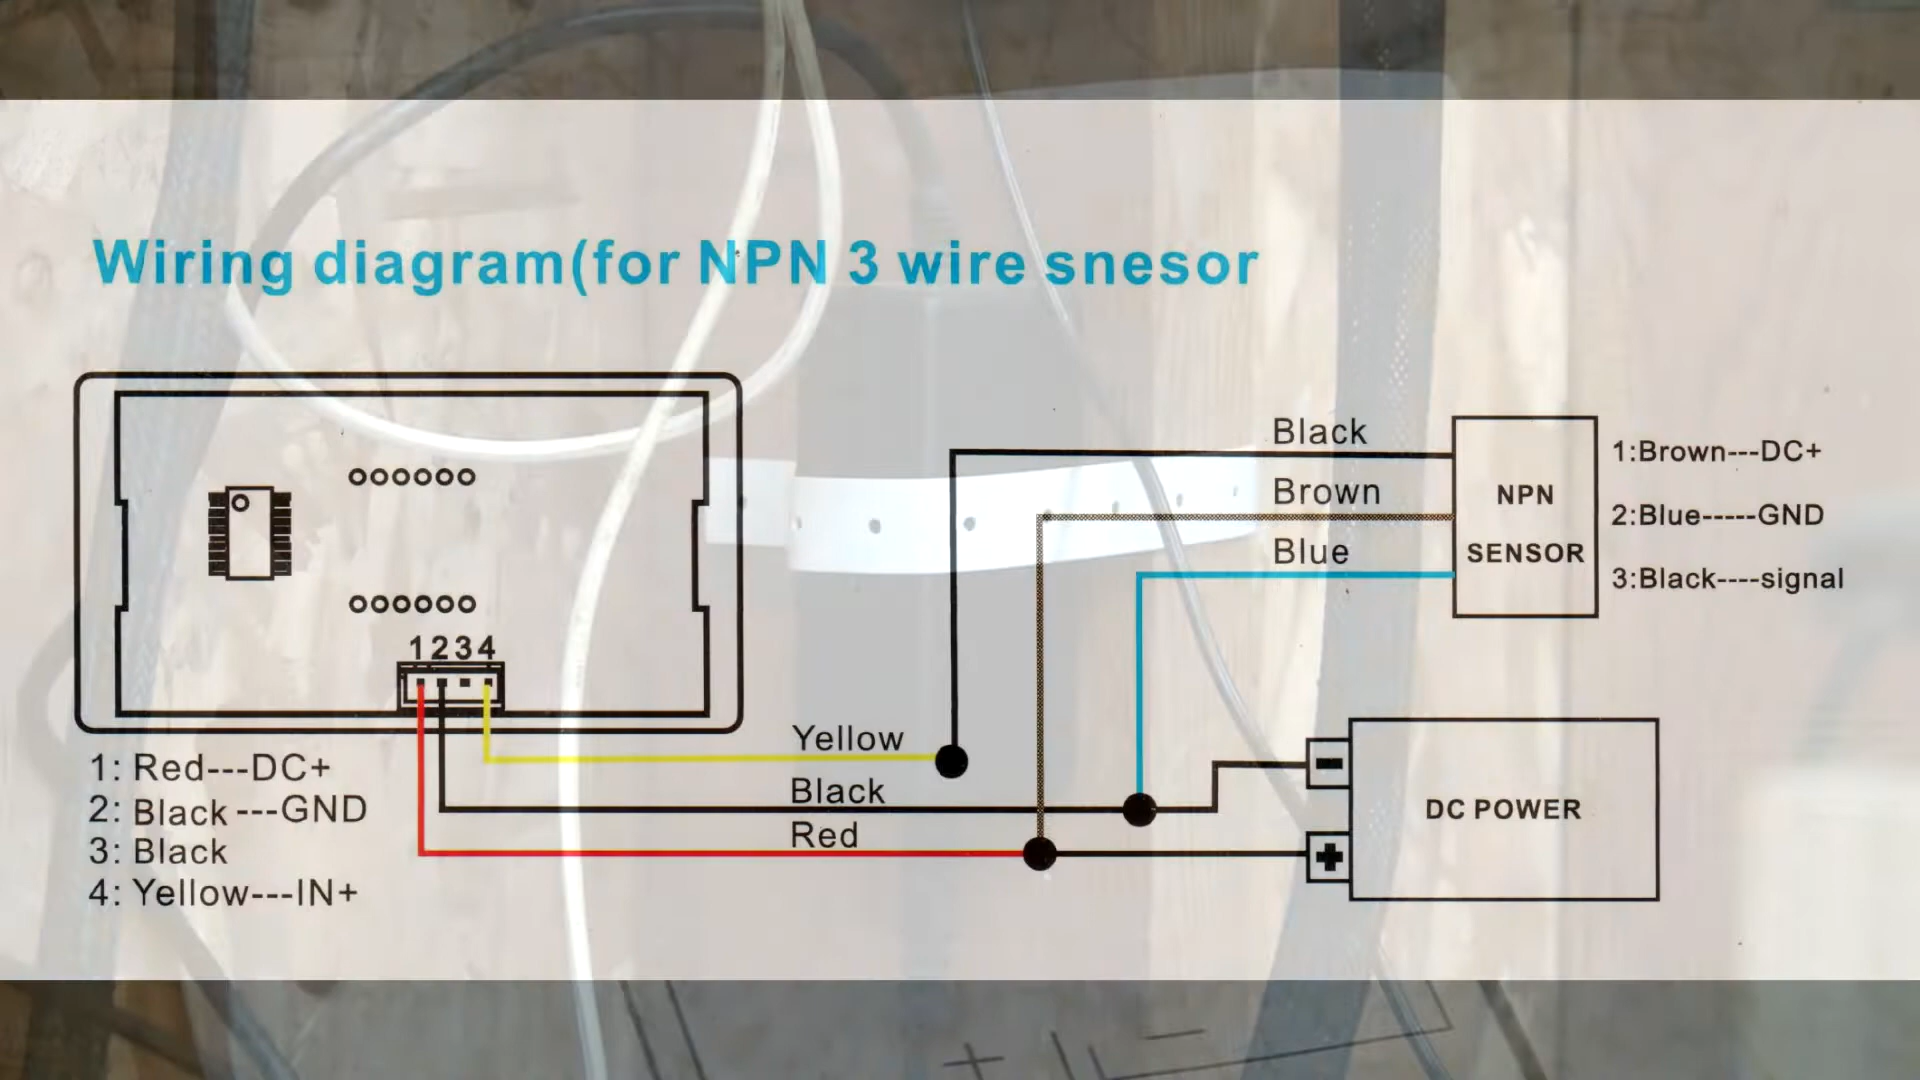 Wiring diagram(for NPN 3 wire snesor
Black
Brown
Blue
NPN
SENSOR
1:Brown---DC+
2:Blue-----GND
3:Black----signal
1234
Yellow
Black
Red
1: Red---DC+
2: Black ---GND
3: Black
4: Yellow---IN+
-
+
DC POWER